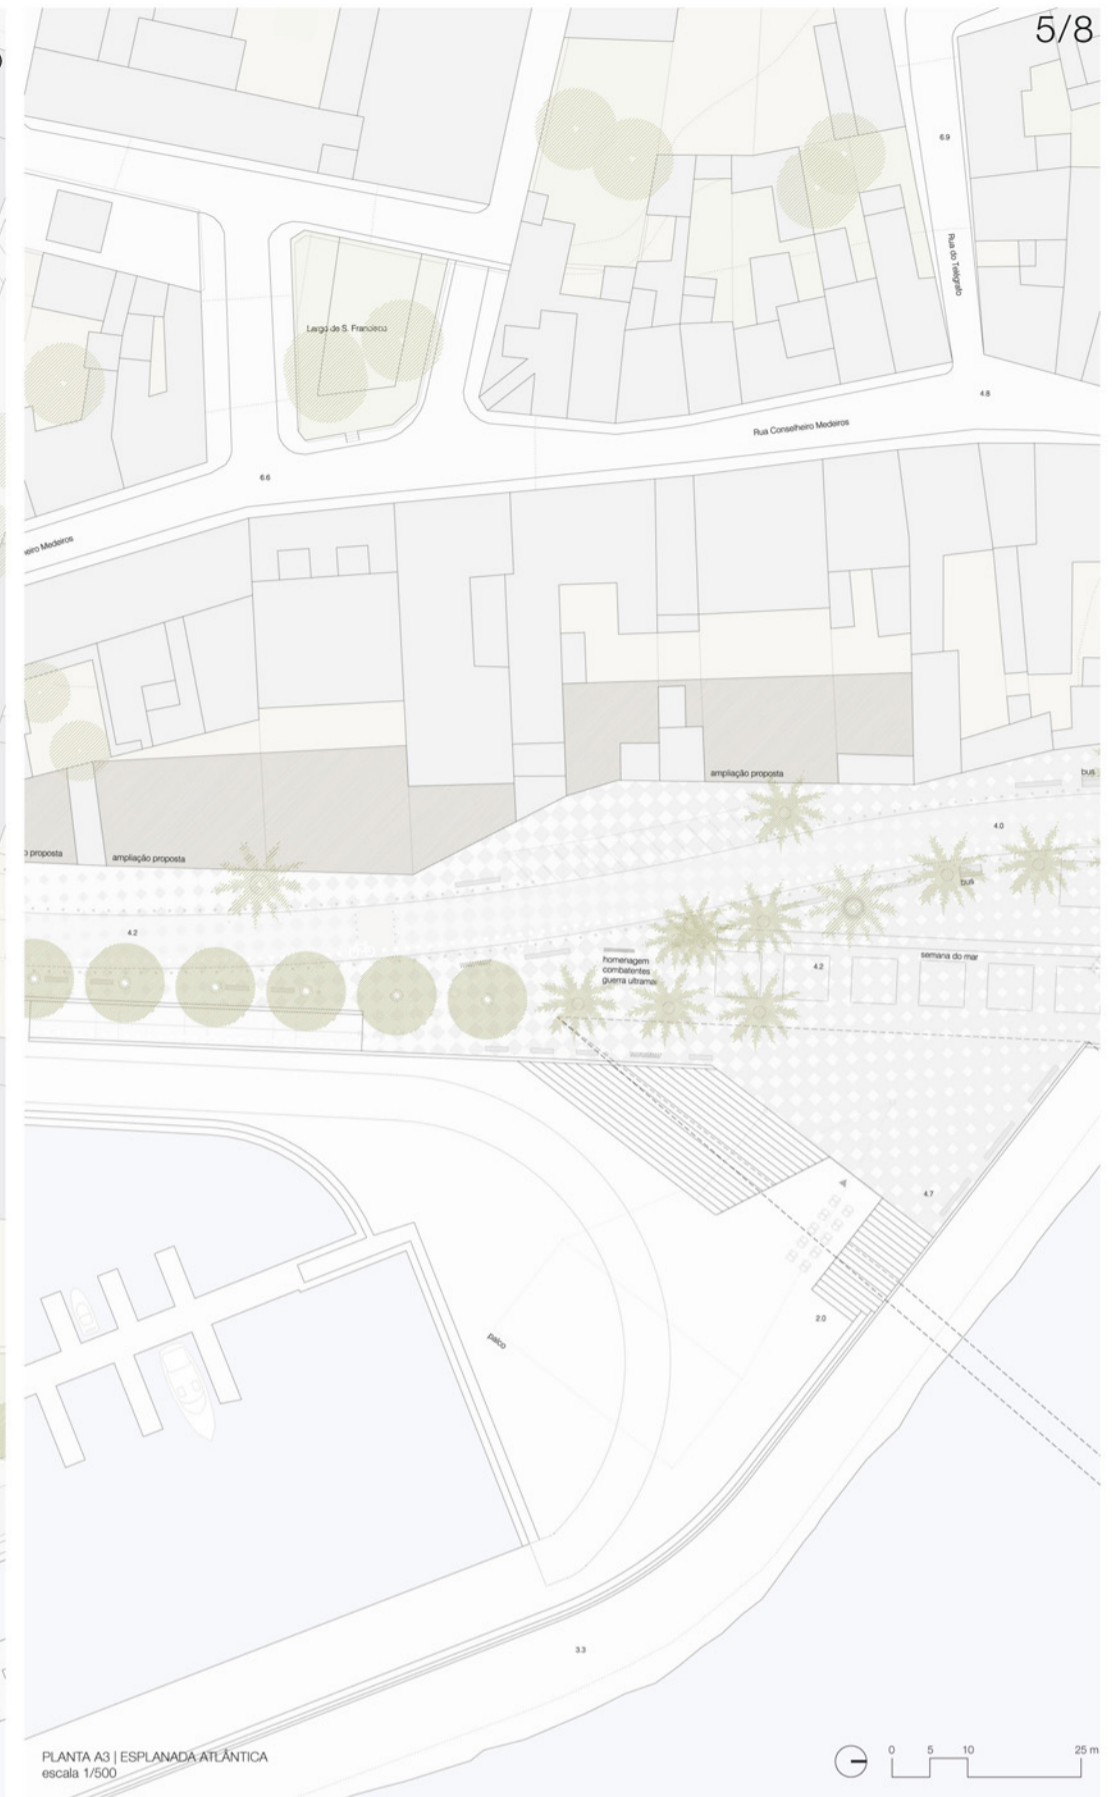 5/8
6.9
Rua do Telégrafo
Largo de S. Francisco
4.8
Rua Conselheiro Medeiros
6.6
eiro Medeiros
ampliação proposta
bus
4.0
o proposta
ampliação proposta
bus
4.2
homenagem
combatentes
guerra ultramar
4.2
semana do mar
4.7
2.0
palco
3.3
PLANTA A3 | ESPLANADA ATLÂNTICA
escala 1/500
0 5 10 25 m